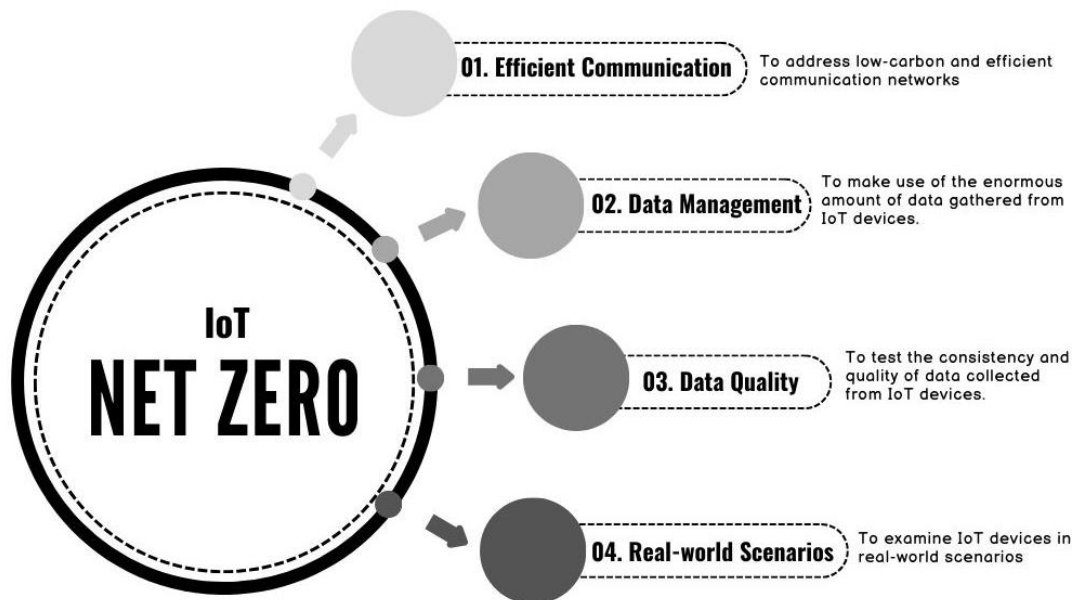 IoT
NET ZERO
01. Efficient Communication
To address low-carbon and efficient
communication networks
02. Data Management
To make use of the enormous
amount of data gathered from
IoT devices.
03. Data Quality
To test the consistency and
quality of data collected
from IoT devices.
04. Real-world Scenarios
To examine IoT devices in
real-world scenarios